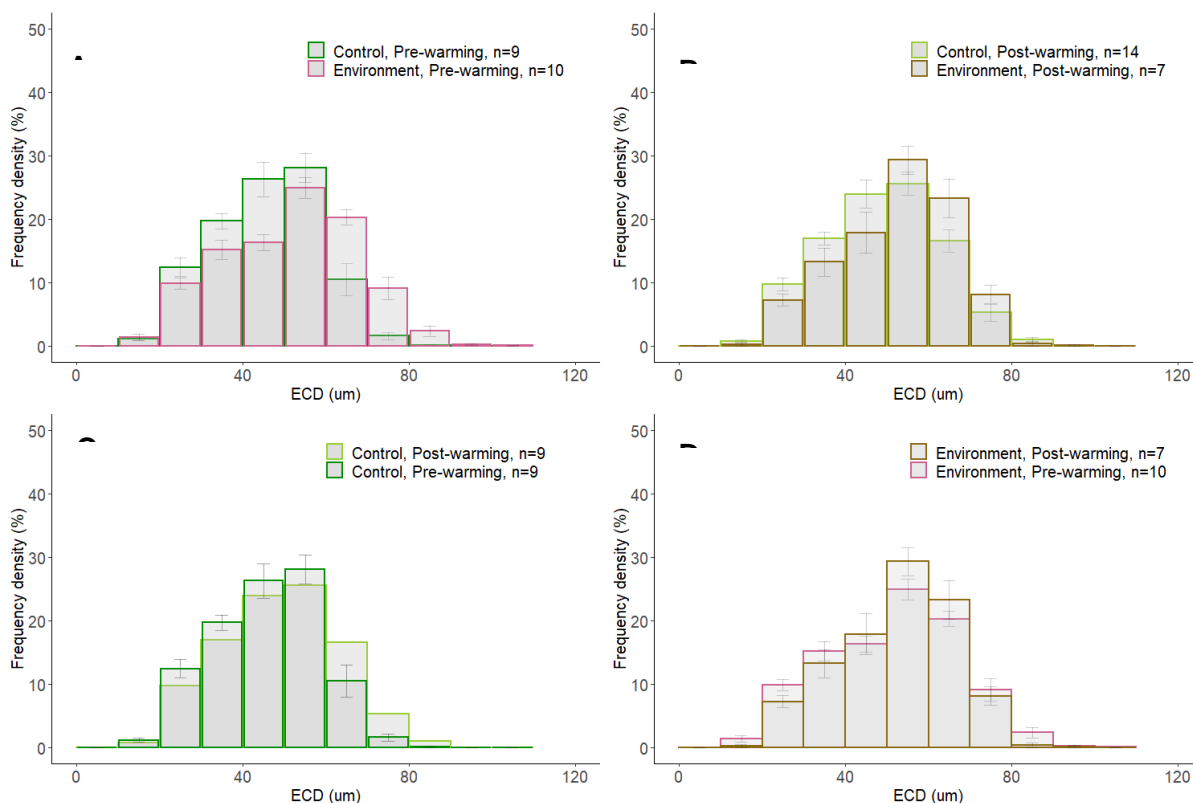 50
40
30
20
10
0
Frequency density (%)
Control, Pre-warming, n=9
Environment, Pre-warming, n=10
0 40 80 120
ECD (um)
50
40
30
20
10
0
Frequency density (%)
Control, Post-warming, n=14
Environment, Post-warming, n=7
0 40 80 120
ECD (um)
50
40
30
20
10
0
Frequency density (%)
Control, Post-warming, n=9
Control, Pre-warming, n=9
0 40 80 120
ECD (um)
50
40
30
20
10
0
Frequency density (%)
Environment, Post-warming, n=7
Environment, Pre-warming, n=10
0 40 80 120
ECD (um)